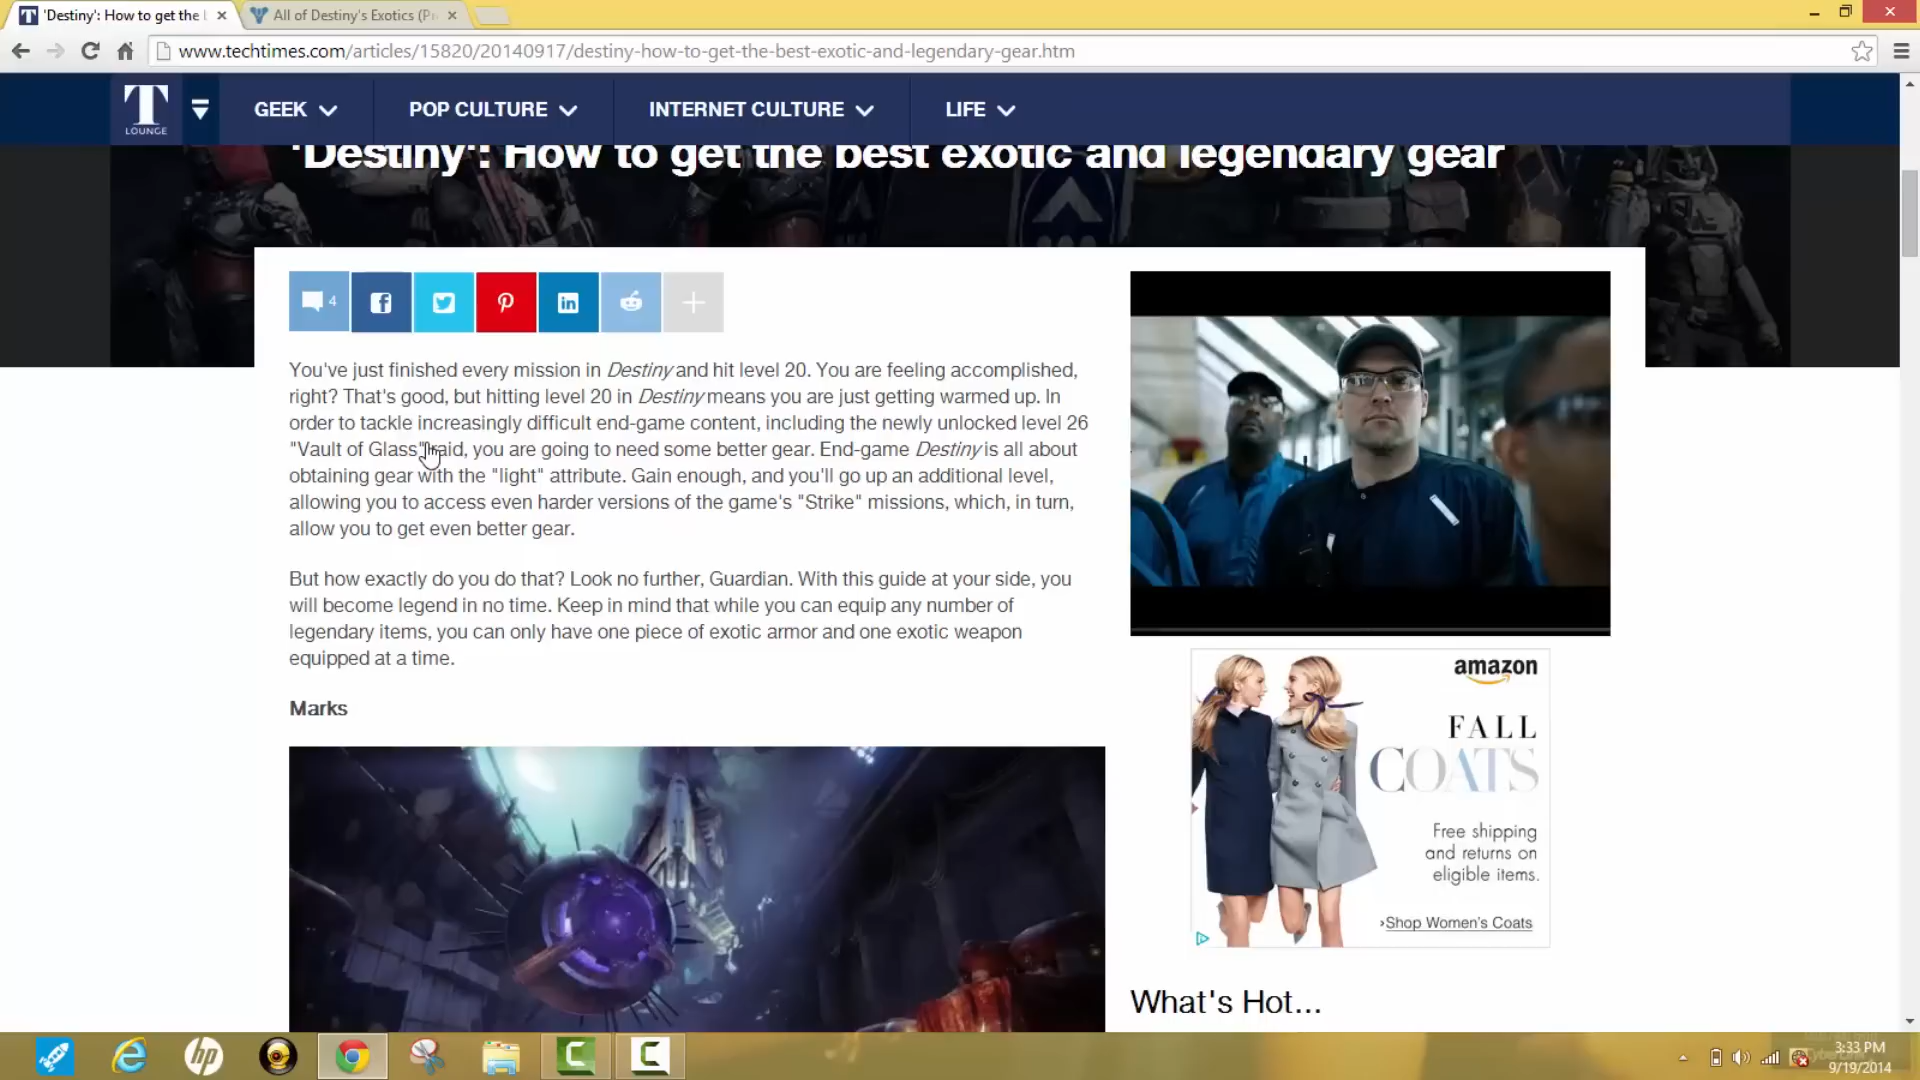 'Destiny': How to get the b
All of Destiny's Exotics (Pr
www.techtimes.com/articles/15820/20140917/destiny-how-to-get-the-best-exotic-and-legendary-gear.htm
T
LOUNGE
GEEK
POP CULTURE
INTERNET CULTURE
LIFE
'Destiny': How to get the best exotic and legendary gear
4
You've just finished every mission in Destiny and hit level 20. You are feeling accomplished,
right? That's good, but hitting level 20 in Destiny means you are just getting warmed up. In
order to tackle increasingly difficult end-game content, including the newly unlocked level 26
"Vault of Glass" raid, you are going to need some better gear. End-game Destiny is all about
obtaining gear with the "light" attribute. Gain enough, and you'll go up an additional level,
allowing you to access even harder versions of the game's "Strike" missions, which, in turn,
allow you to get even better gear.
But how exactly do you do that? Look no further, Guardian. With this guide at your side, you
will become legend in no time. Keep in mind that while you can equip any number of
legendary items, you can only have one piece of exotic armor and one exotic weapon
equipped at a time.
Marks
amazon
FALL
COATS
Free shipping
and returns on
eligible items.
›Shop Women's Coats
What's Hot...
3:33 PM
9/19/2014